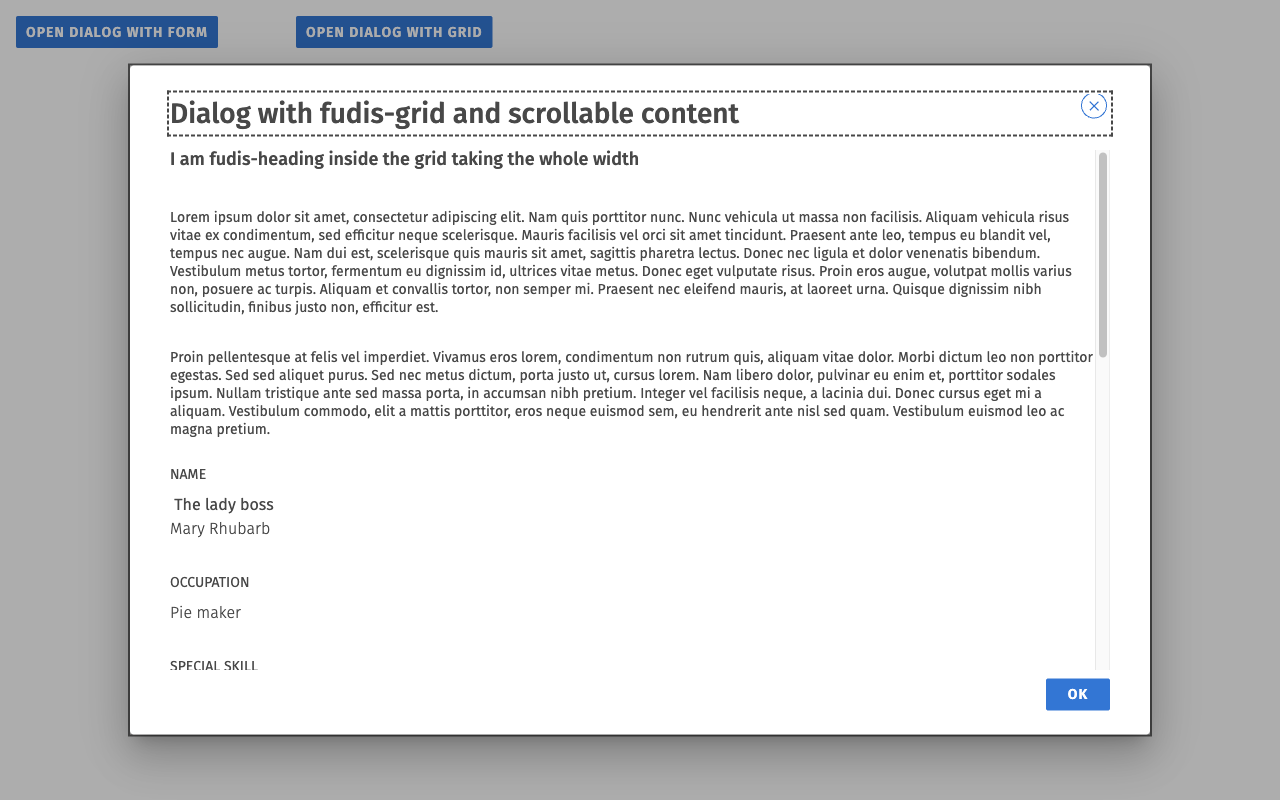 OPEN DIALOG WITH FORM
OPEN DIALOG WITH GRID
Dialog with fudis-grid and scrollable content
I am fudis-heading inside the grid taking the whole width
Lorem ipsum dolor sit amet, consectetur adipiscing elit. Nam quis porttitor nunc. Nunc vehicula ut massa non facilisis. Aliquam vehicula risus
vitae ex condimentum, sed efficitur neque scelerisque. Mauris facilisis vel orci sit amet tincidunt. Praesent ante leo, tempus eu blandit vel,
tempus nec augue. Nam dui est, scelerisque quis mauris sit amet, sagittis pharetra lectus. Donec nec ligula et dolor venenatis bibendum.
Vestibulum metus tortor, fermentum eu dignissim id, ultrices vitae metus. Donec eget vulputate risus. Proin eros augue, volutpat mollis varius
non, posuere ac turpis. Aliquam et convallis tortor, non semper mi. Praesent nec eleifend mauris, at laoreet urna. Quisque dignissim nibh
sollicitudin, finibus justo non, efficitur est.
Proin pellentesque at felis vel imperdiet. Vivamus eros lorem, condimentum non rutrum quis, aliquam vitae dolor. Morbi dictum leo non porttitor
egestas. Sed sed aliquet purus. Sed nec metus dictum, porta justo ut, cursus lorem. Nam libero dolor, pulvinar eu enim et, porttitor sodales
ipsum. Nullam tristique ante sed massa porta, in accumsan nibh pretium. Integer vel facilisis neque, a lacinia dui. Donec cursus eget mi a
aliquam. Vestibulum commodo, elit a mattis porttitor, eros neque euismod sem, eu hendrerit ante nisl sed quam. Vestibulum euismod leo ac
magna pretium.
NAME
The lady boss
Mary Rhubarb
OCCUPATION
Pie maker
SPECIAL SKILL
OK